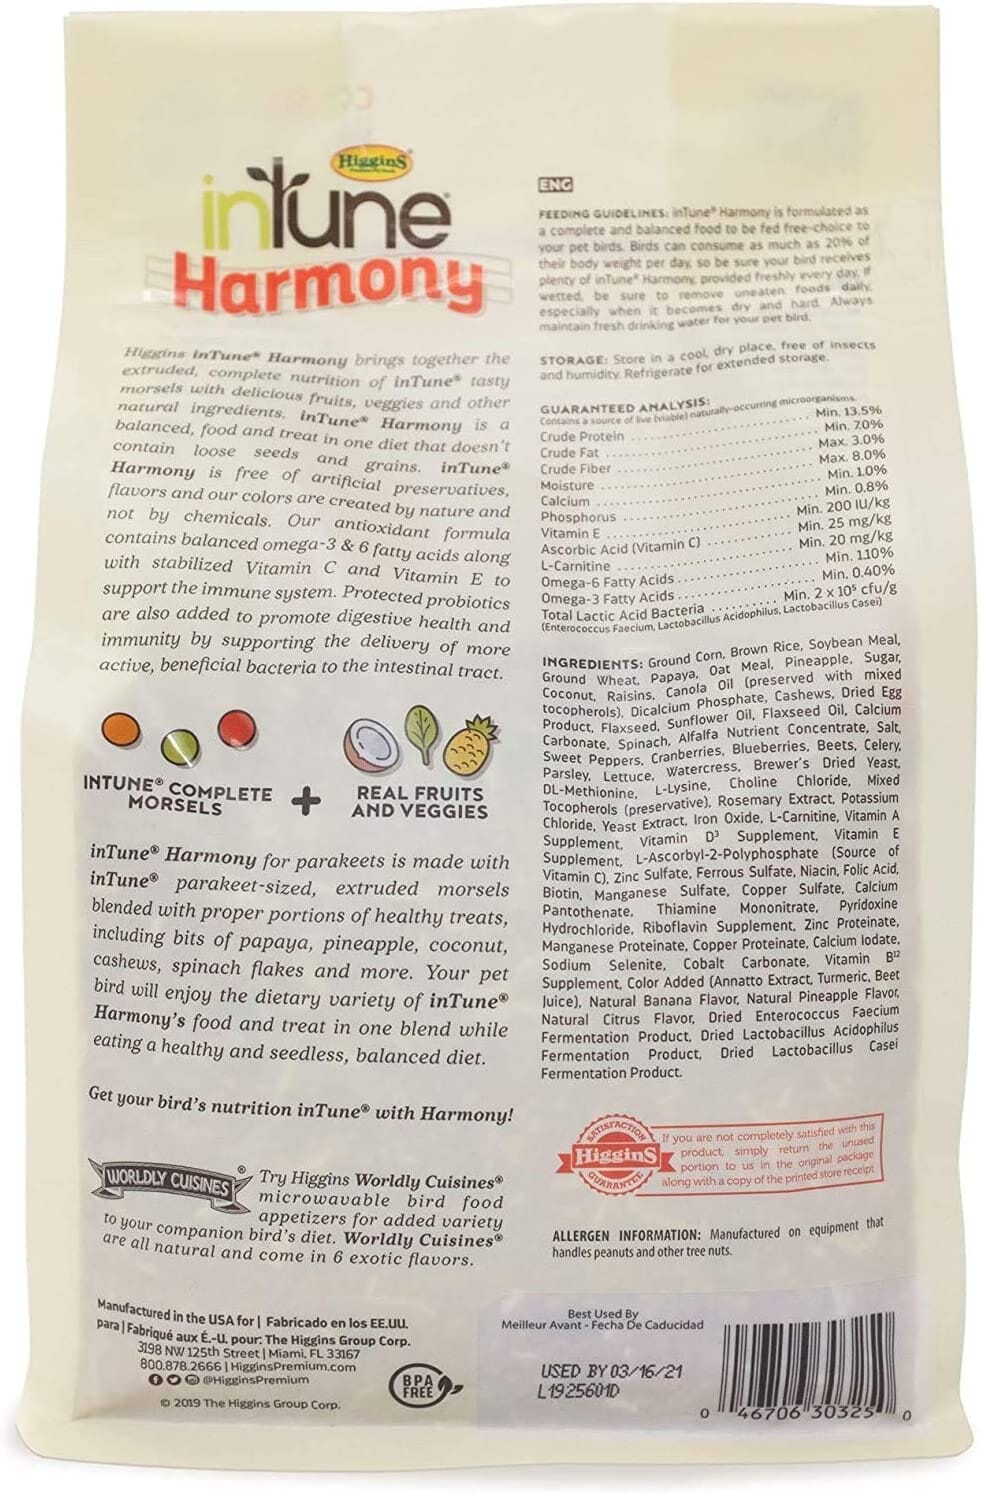 Higgins
inTune®
Harmony
Higgins inTune® Harmony brings together the
extruded, complete nutrition of inTune® tasty
morsels with delicious fruits, veggies and other
natural ingredients. inTune® Harmony is a
balanced, food and treat in one diet that doesn't
contain loose seeds and grains. inTune®
Harmony is free of artificial preservatives,
flavors and our colors are created by nature and
not by chemicals. Our antioxidant formula
contains balanced omega-3 & 6 fatty acids along
with stabilized Vitamin C and Vitamin E to
support the immune system. Protected probiotics
are also added to promote digestive health and
immunity by supporting the delivery of more
active, beneficial bacteria to the intestinal tract.
INTUNE® COMPLETE
MORSELS
+
REAL FRUITS
AND VEGGIES
inTune® Harmony for parakeets is made with
inTune® parakeet-sized, extruded morsels
blended with proper portions of healthy treats,
including bits of papaya, pineapple, coconut,
cashews, spinach flakes and more. Your pet
bird will enjoy the dietary variety of inTune®
Harmony's food and treat in one blend while
eating a healthy and seedless, balanced diet.
Get your bird's nutrition inTune® with Harmony!
WORLDLY CUISINES®
Try Higgins Worldly Cuisines®
microwavable bird food
appetizers for added variety
to your companion bird's diet. Worldly Cuisines®
are all natural and come in 6 exotic flavors.
Manufactured in the USA for | Fabricado en los EE.UU.
para | Fabriqué aux É.-U. pour: The Higgins Group Corp.
3198 NW 125th Street | Miami, FL 33167
800.878.2666 | HigginsPremium.com
@HigginsPremium
© 2019 The Higgins Group Corp.
BPA
FREE
ENG
FEEDING GUIDELINES: inTune® Harmony is formulated as
a complete and balanced food to be fed free-choice to
your pet birds. Birds can consume as much as 20% of
their body weight per day, so be sure your bird receives
plenty of inTune® Harmony, provided freshly every day. If
wetted, be sure to remove uneaten foods daily,
especially when it becomes dry and hard. Always
maintain fresh drinking water for your pet bird.
STORAGE: Store in a cool, dry place, free of insects
and humidity. Refrigerate for extended storage.
GUARANTEED ANALYSIS:
Contains a source of live (viable) naturally-occurring microorganisms.
Crude Protein Min. 13.5%
Crude Fat Min. 7.0%
Crude Fiber Max. 3.0%
Moisture Max. 8.0%
Calcium Min. 1.0%
Phosphorus Min. 0.8%
Vitamin E Min. 200 IU/kg
Ascorbic Acid (Vitamin C) Min. 25 mg/kg
L-Carnitine Min. 20 mg/kg
Omega-6 Fatty Acids Min. 1.10%
Omega-3 Fatty Acids Min. 0.40%
Total Lactic Acid Bacteria Min. 2 x 10⁵ cfu/g
(Enterococcus Faecium, Lactobacillus Acidophilus, Lactobacillus Casei)
INGREDIENTS: Ground Corn, Brown Rice, Soybean Meal,
Ground Wheat, Papaya, Oat Meal, Pineapple, Sugar,
Coconut, Raisins, Canola Oil (preserved with mixed
tocopherols), Dicalcium Phosphate, Cashews, Dried Egg
Product, Flaxseed, Sunflower Oil, Flaxseed Oil, Calcium
Carbonate, Spinach, Alfalfa Nutrient Concentrate, Salt,
Sweet Peppers, Cranberries, Blueberries, Beets, Celery,
Parsley, Lettuce, Watercress, Brewer's Dried Yeast,
DL-Methionine, L-Lysine, Choline Chloride, Mixed
Tocopherols (preservative), Rosemary Extract, Potassium
Chloride, Yeast Extract, Iron Oxide, L-Carnitine, Vitamin A
Supplement, Vitamin D³ Supplement, Vitamin E
Supplement, L-Ascorbyl-2-Polyphosphate (Source of
Vitamin C), Zinc Sulfate, Ferrous Sulfate, Niacin, Folic Acid,
Biotin, Manganese Sulfate, Copper Sulfate, Calcium
Pantothenate, Thiamine Mononitrate, Pyridoxine
Hydrochloride, Riboflavin Supplement, Zinc Proteinate,
Manganese Proteinate, Copper Proteinate, Calcium Iodate,
Sodium Selenite, Cobalt Carbonate, Vitamin B¹²
Supplement, Color Added (Annatto Extract, Turmeric, Beet
Juice), Natural Banana Flavor, Natural Pineapple Flavor,
Natural Citrus Flavor, Dried Enterococcus Faecium
Fermentation Product, Dried Lactobacillus Acidophilus
Fermentation Product, Dried Lactobacillus Casei
Fermentation Product.
SATISFACTION
Higgins
GUARANTEE
If you are not completely satisfied with this
product, simply return the unused
portion to us in the original package
along with a copy of the printed store receipt
ALLERGEN INFORMATION: Manufactured on equipment that
handles peanuts and other tree nuts.
Best Used By
Meilleur Avant - Fecha De Caducidad
USED BY 03/16/21
L1925601D
0 46706 30325 0